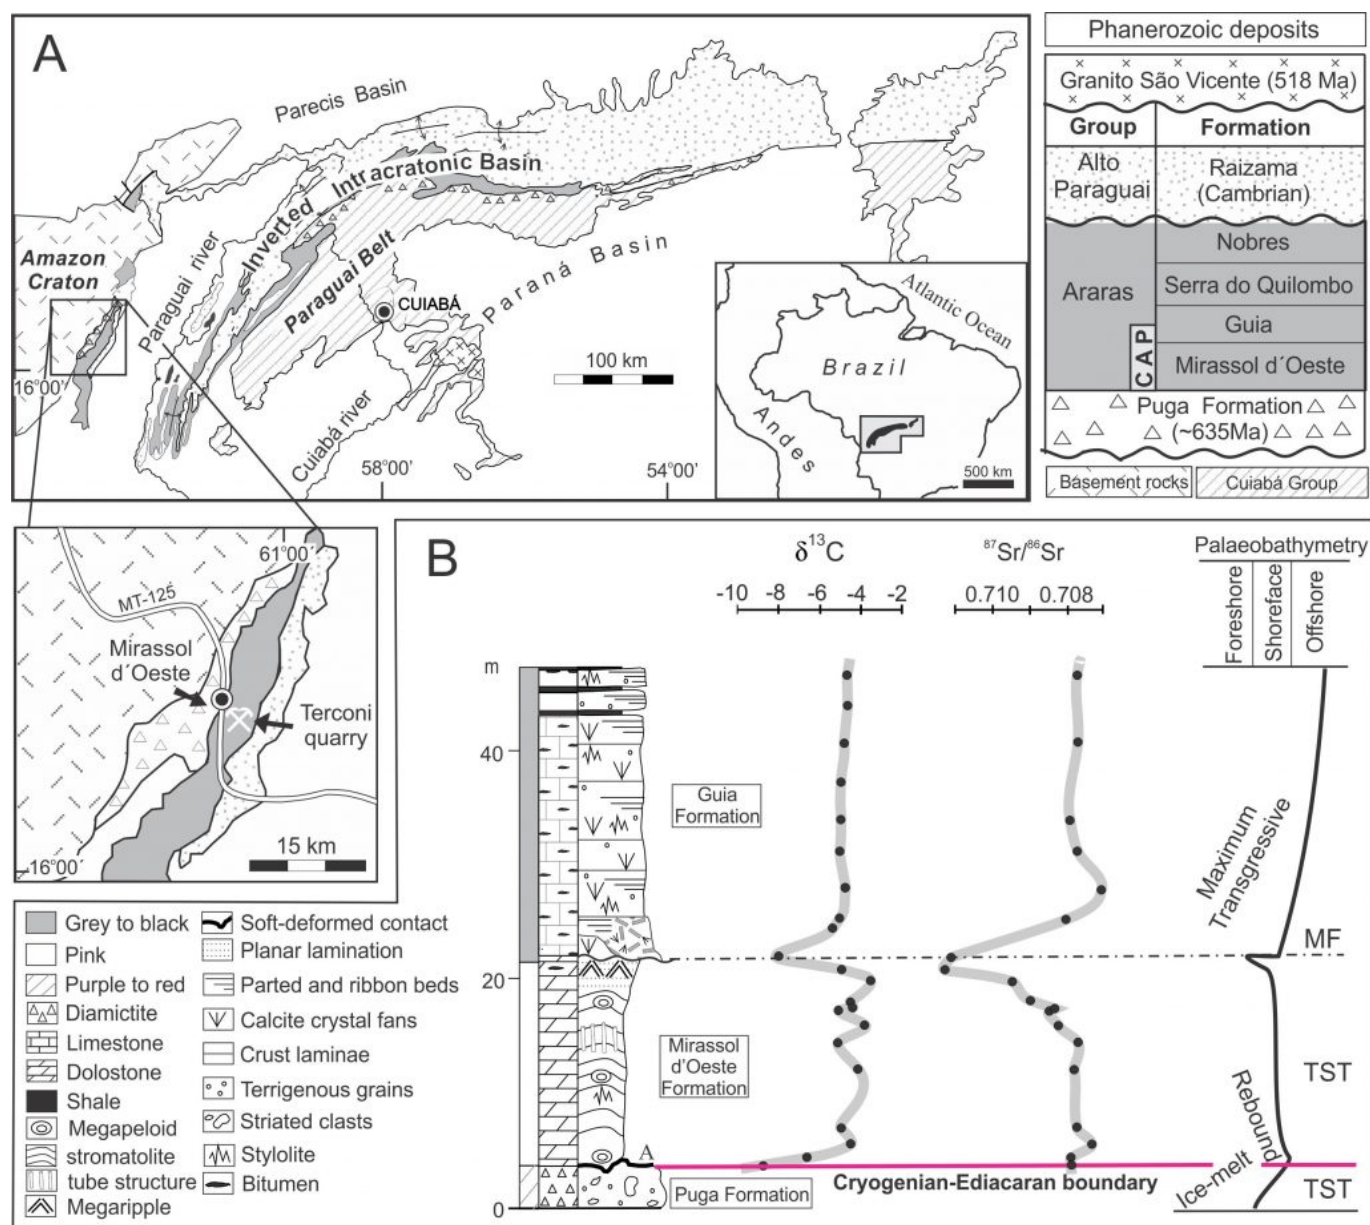 A
Parecis Basin
Inverted Intracratonic Basin
Amazon
Craton
Paraguai river
Paraguai Belt
CUIABÁ
Paraná Basin
100 km
16°00'
Cuiabá river
58°00'
54°00'
Atlantic Ocean
Brazil
Andes
500 km
Phanerozoic deposits
Granito São Vicente (518 Ma)
Group
Formation
Alto
Paraguai
Raizama
(Cambrian)
Araras
CAP
Nobres
Serra do Quilombo
Guia
Mirassol d´Oeste
Puga Formation
(~635Ma)
Basement rocks
Cuiabá Group
61°00´
MT-125
Mirassol
d´Oeste
Terconi
quarry
15 km
16°00´
Grey to black
Pink
Purple to red
Diamictite
Limestone
Dolostone
Shale
Megapeloid
stromatolite
tube structure
Megaripple
Soft-deformed contact
Planar lamination
Parted and ribbon beds
Calcite crystal fans
Crust laminae
Terrigenous grains
Striated clasts
Stylolite
Bitumen
B
δ13C
87Sr/86Sr
Palaeobathymetry
-10 -8 -6 -4 -2
0.710 0.708
Foreshore
Shoreface
Offshore
m
40
20
0
Guia
Formation
Mirassol
d'Oeste
Formation
A
Puga Formation
Cryogenian-Ediacaran boundary
Maximum
Transgressive
MF
TST
Rebound
Ice-melt
TST